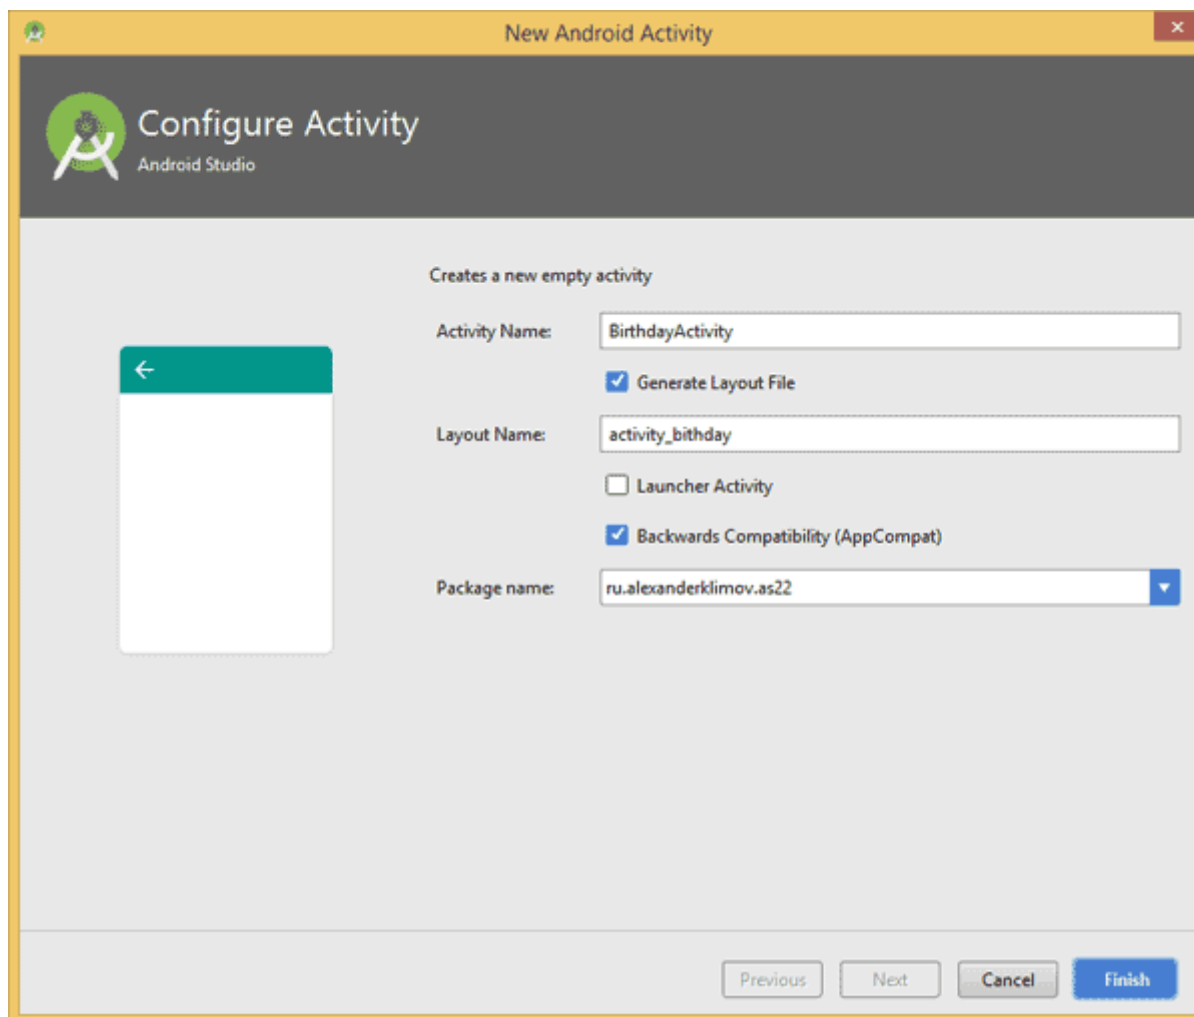 New Android Activity
Configure Activity
Android Studio
Creates a new empty activity
Activity Name: BirthdayActivity
Generate Layout File
Layout Name: activity_bithday
Launcher Activity
Backwards Compatibility (AppCompat)
Package name: ru.alexanderklimov.as22
Previous Next Cancel Finish